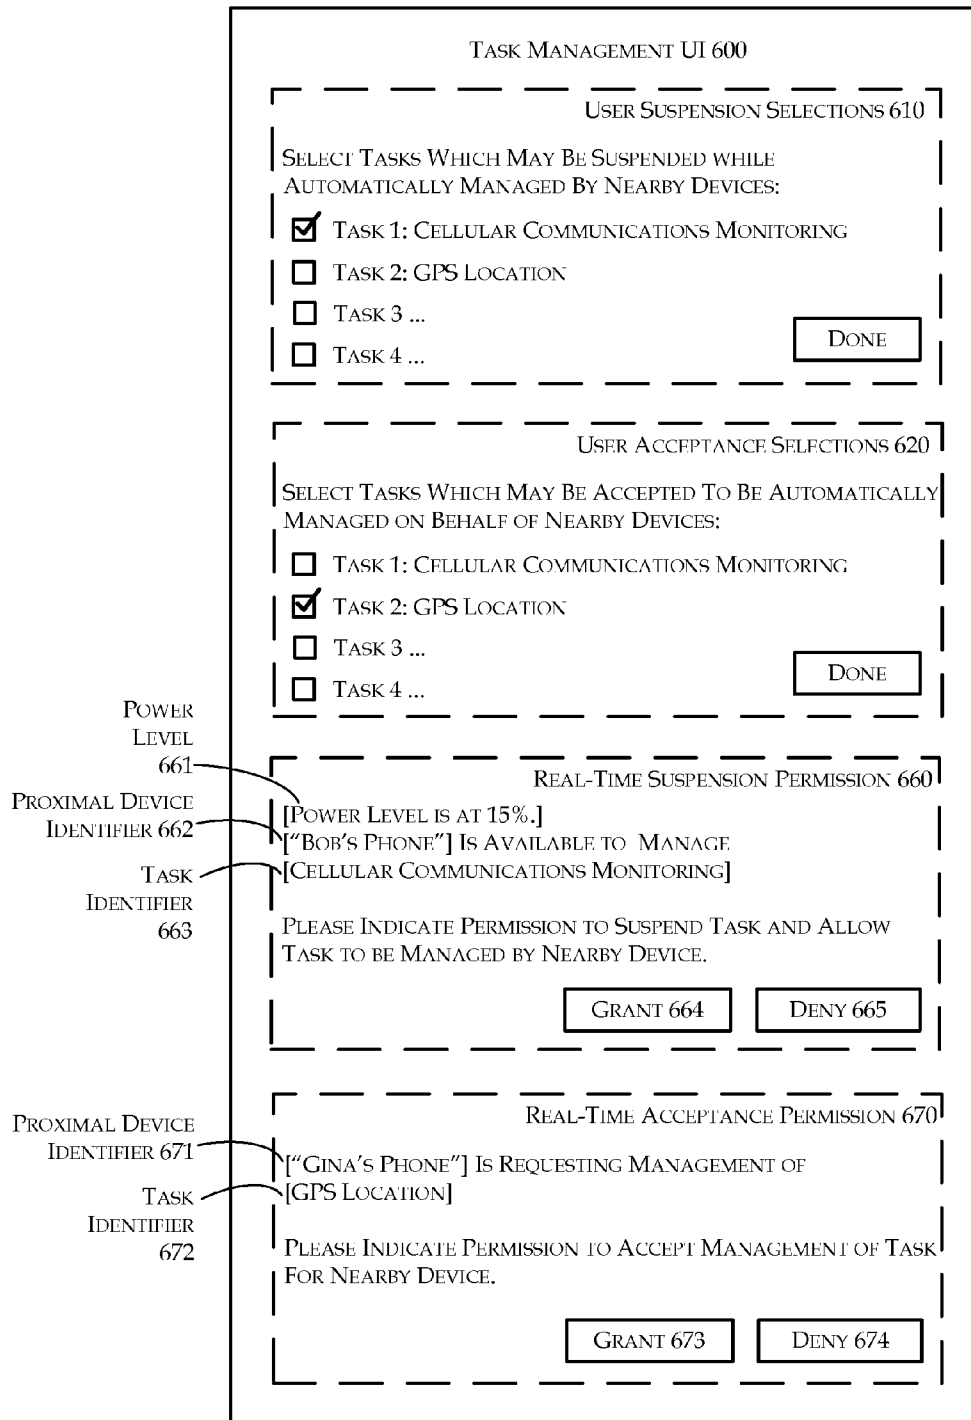 TASK MANAGEMENT UI 600
USER SUSPENSION SELECTIONS 610
SELECT TASKS WHICH MAY BE SUSPENDED WHILE
AUTOMATICALLY MANAGED BY NEARBY DEVICES:
TASK 1: CELLULAR COMMUNICATIONS MONITORING
TASK 2: GPS LOCATION
TASK 3 ...
TASK 4 ...
DONE
USER ACCEPTANCE SELECTIONS 620
SELECT TASKS WHICH MAY BE ACCEPTED TO BE AUTOMATICALLY
MANAGED ON BEHALF OF NEARBY DEVICES:
TASK 1: CELLULAR COMMUNICATIONS MONITORING
TASK 2: GPS LOCATION
TASK 3 ...
TASK 4 ...
DONE
POWER
LEVEL
661
PROXIMAL DEVICE
IDENTIFIER 662
TASK
IDENTIFIER
663
REAL-TIME SUSPENSION PERMISSION 660
[POWER LEVEL IS AT 15%.]
["BOB'S PHONE"] IS AVAILABLE TO MANAGE
[CELLULAR COMMUNICATIONS MONITORING]
PLEASE INDICATE PERMISSION TO SUSPEND TASK AND ALLOW
TASK TO BE MANAGED BY NEARBY DEVICE.
GRANT 664
DENY 665
PROXIMAL DEVICE
IDENTIFIER 671
TASK
IDENTIFIER
672
REAL-TIME ACCEPTANCE PERMISSION 670
["GINA'S PHONE"] IS REQUESTING MANAGEMENT OF
[GPS LOCATION]
PLEASE INDICATE PERMISSION TO ACCEPT MANAGEMENT OF TASK
FOR NEARBY DEVICE.
GRANT 673
DENY 674